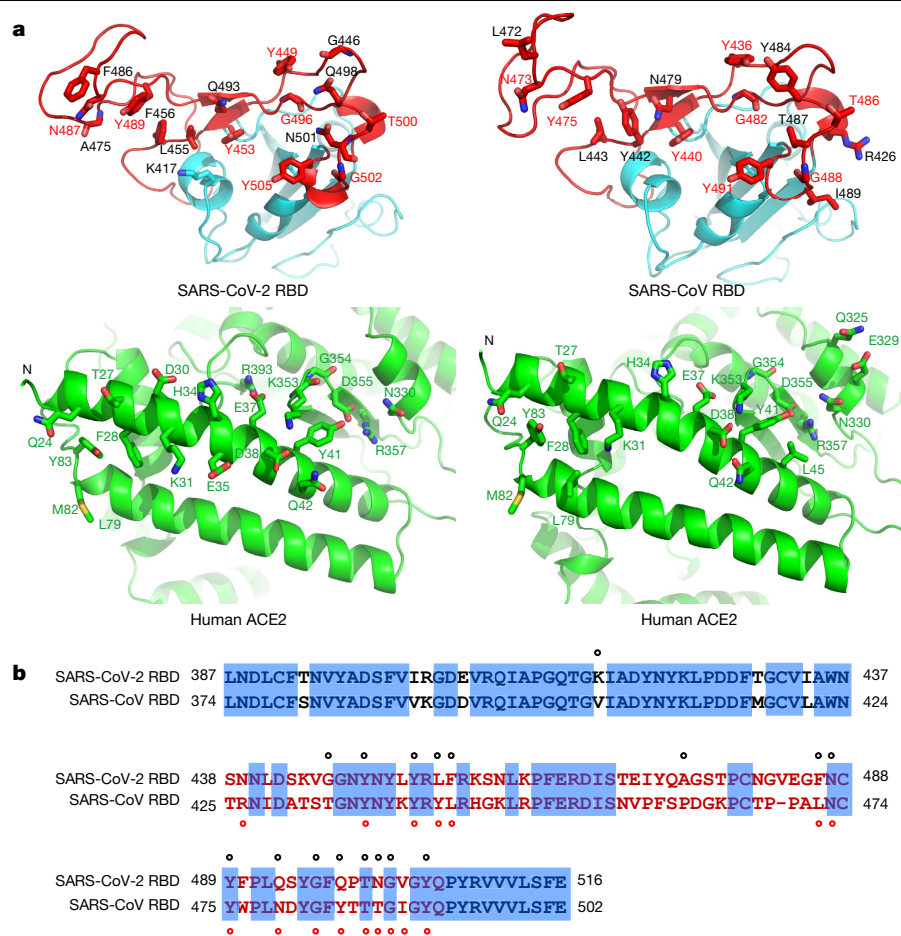 a
G446
L472
Y449
Y436
Y484
F486
Q493
Q498
N473
N479
N487
Y489
F456
G496
T500
Y475
G482
T486
A475
L455
Y453
N501
T487
R426
K417
L443
Y442
Y440
Y505
G502
Y491
G488
I489
SARS-CoV-2 RBD
SARS-CoV RBD
Q325
N
T27
D30
R393
G354
N
T27
H34
E37
G354
E329
H34
K353
D355
K353
D355
E37
N330
Q24
Y83
D38
Y41
N330
Q24
F28
D38
Y41
R357
F28
K31
L45
R357
Y83
K31
E35
Q42
M82
Q42
M82
L79
L79
Human ACE2
Human ACE2
b
SARS-CoV-2 RBD 387 LNDLCFTNVYADSFVIRGDEVRQIAPGQTGKIADYNYKLPDDFTGCVIAWN 437
SARS-CoV RBD 374 LNDLCFSNVYADSFVVKGDDVRQIAPGQTGVIADYNYKLPDDFMGCVLAWN 424
SARS-CoV-2 RBD 438 SNNLDSKVGGNYNYLYRLFRKSNLKPFERDISTEIYQAGSTPCNGVEGFNC 488
SARS-CoV RBD 425 TRNIDATSTGNYNYKYRYLRHGKLRPFERDISNVPFSPDGKPCTP-PALNC 474
SARS-CoV-2 RBD 489 YFPLQSYGFQPTNGVGYQPYRVVVLSFE 516
SARS-CoV RBD 475 YWPLNDYGFYTTTGIGYQPYRVVVLSFE 502